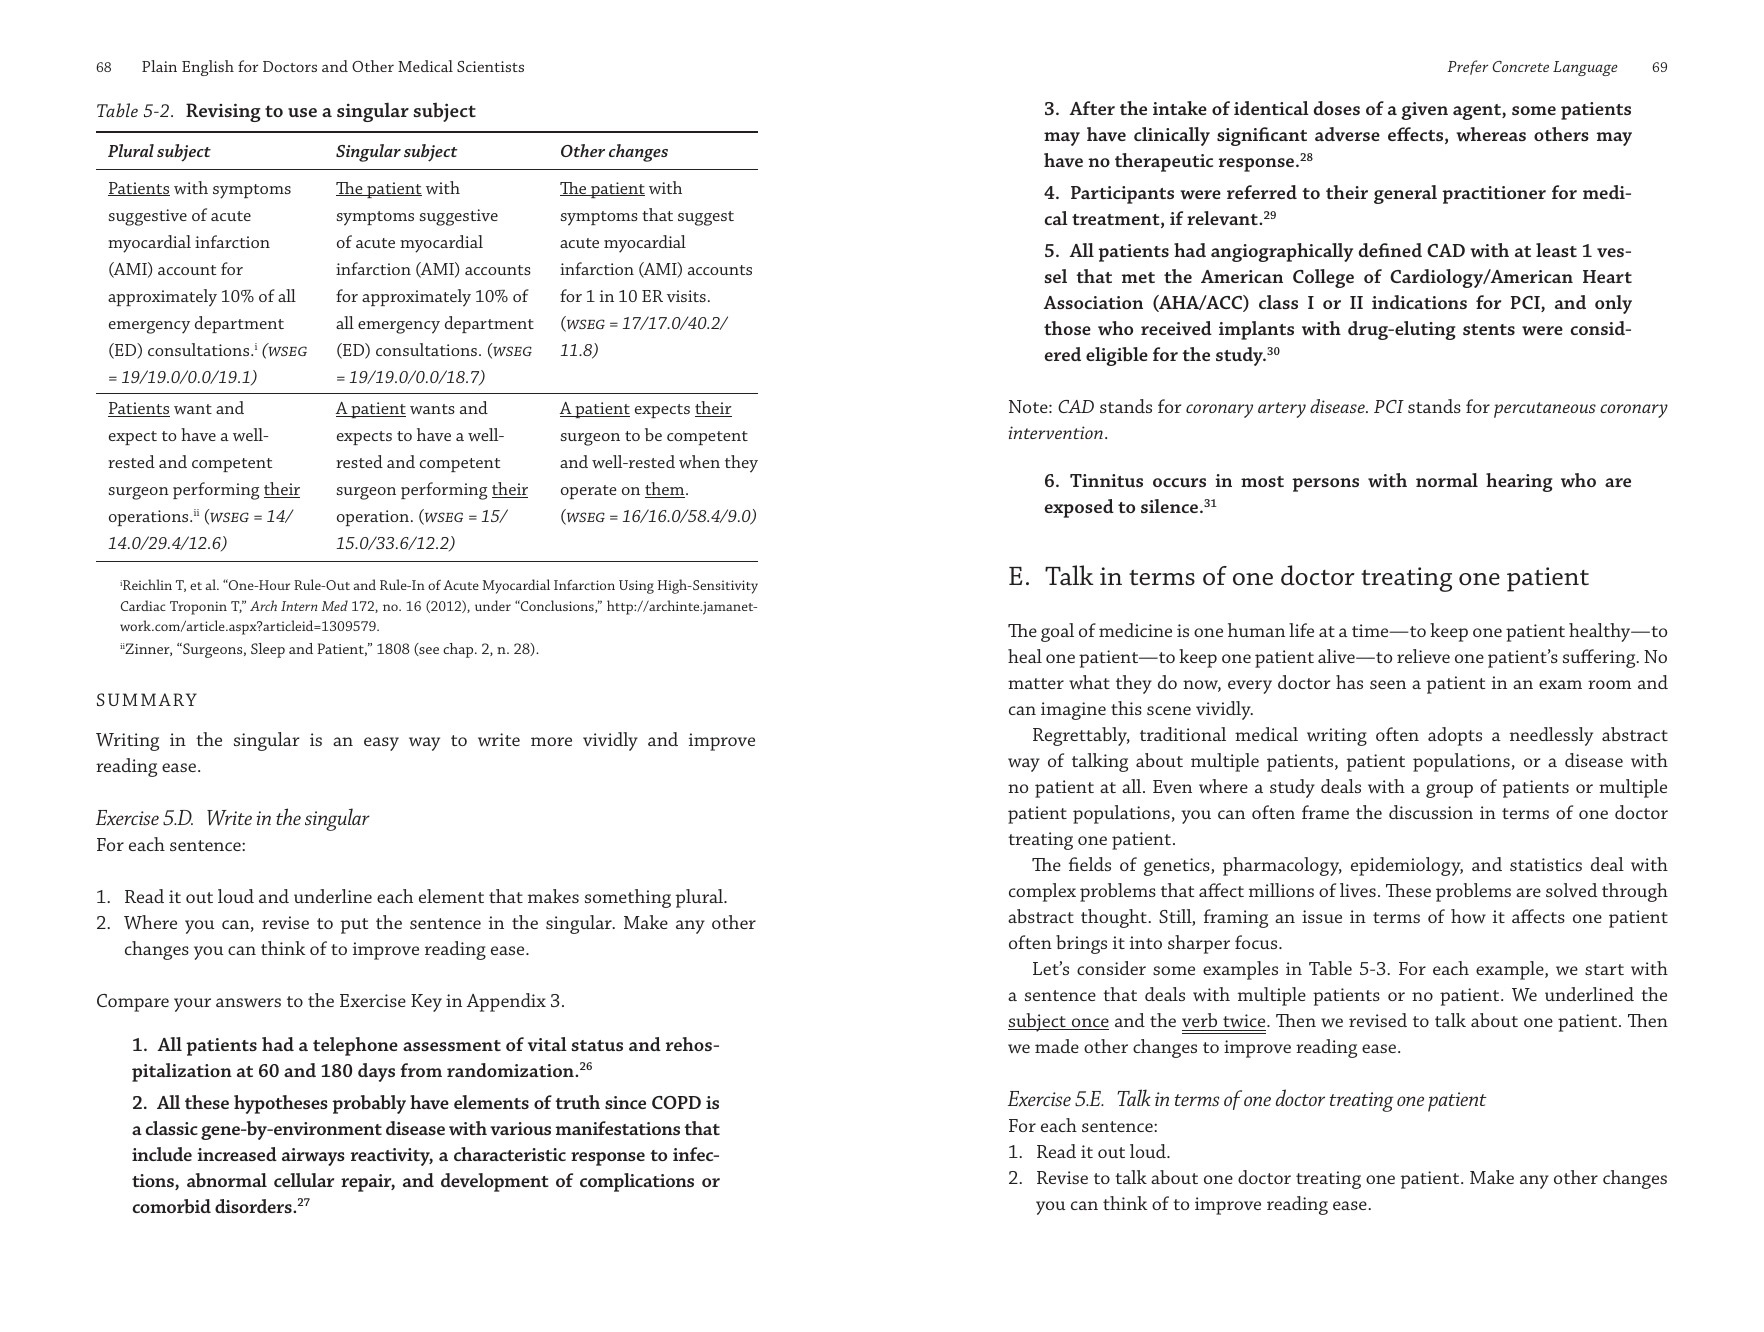 68 Plain English for Doctors and Other Medical Scientists
Table 5-2. Revising to use a singular subject
Plural subject Singular subject Other changes
Patients with symptoms
suggestive of acute
myocardial infarction
(AMI) account for
approximately 10% of all
emergency department
(ED) consultations.i (WSEG
= 19/19.0/0.0/19.1)
The patient with
symptoms suggestive
of acute myocardial
infarction (AMI) accounts
for approximately 10% of
all emergency department
(ED) consultations. (WSEG
= 19/19.0/0.0/18.7)
The patient with
symptoms that suggest
acute myocardial
infarction (AMI) accounts
for 1 in 10 ER visits.
(WSEG = 17/17.0/40.2/
11.8)
Patients want and
expect to have a well-
rested and competent
surgeon performing their
operations.ii (WSEG = 14/
14.0/29.4/12.6)
A patient wants and
expects to have a well-
rested and competent
surgeon performing their
operation. (WSEG = 15/
15.0/33.6/12.2)
A patient expects their
surgeon to be competent
and well-rested when they
operate on them.
(WSEG = 16/16.0/58.4/9.0)
iReichlin T, et al. “One-Hour Rule-Out and Rule-In of Acute Myocardial Infarction Using High-Sensitivity
Cardiac Troponin T,” Arch Intern Med 172, no. 16 (2012), under “Conclusions,” http://archinte.jamanet-
work.com/article.aspx?articleid=1309579.
iiZinner, “Surgeons, Sleep and Patient,” 1808 (see chap. 2, n. 28).
SUMMARY
Writing in the singular is an easy way to write more vividly and improve
reading ease.
Exercise 5.D. Write in the singular
For each sentence:
1. Read it out loud and underline each element that makes something plural.
2. Where you can, revise to put the sentence in the singular. Make any other
changes you can think of to improve reading ease.
Compare your answers to the Exercise Key in Appendix 3.
1. All patients had a telephone assessment of vital status and rehos-
pitalization at 60 and 180 days from randomization.26
2. All these hypotheses probably have elements of truth since COPD is
a classic gene-by-environment disease with various manifestations that
include increased airways reactivity, a characteristic response to infec-
tions, abnormal cellular repair, and development of complications or
comorbid disorders.27
Prefer Concrete Language 69
3. After the intake of identical doses of a given agent, some patients
may have clinically significant adverse effects, whereas others may
have no therapeutic response.28
4. Participants were referred to their general practitioner for medi-
cal treatment, if relevant.29
5. All patients had angiographically defined CAD with at least 1 ves-
sel that met the American College of Cardiology/American Heart
Association (AHA/ACC) class I or II indications for PCI, and only
those who received implants with drug-eluting stents were consid-
ered eligible for the study.30
Note: CAD stands for coronary artery disease. PCI stands for percutaneous coronary
intervention.
6. Tinnitus occurs in most persons with normal hearing who are
exposed to silence.31
E. Talk in terms of one doctor treating one patient
The goal of medicine is one human life at a time—to keep one patient healthy—to
heal one patient—to keep one patient alive—to relieve one patient’s suffering. No
matter what they do now, every doctor has seen a patient in an exam room and
can imagine this scene vividly.
Regrettably, traditional medical writing often adopts a needlessly abstract
way of talking about multiple patients, patient populations, or a disease with
no patient at all. Even where a study deals with a group of patients or multiple
patient populations, you can often frame the discussion in terms of one doctor
treating one patient.
The fields of genetics, pharmacology, epidemiology, and statistics deal with
complex problems that affect millions of lives. These problems are solved through
abstract thought. Still, framing an issue in terms of how it affects one patient
often brings it into sharper focus.
Let’s consider some examples in Table 5-3. For each example, we start with
a sentence that deals with multiple patients or no patient. We underlined the
subject once and the verb twice. Then we revised to talk about one patient. Then
we made other changes to improve reading ease.
Exercise 5.E. Talk in terms of one doctor treating one patient
For each sentence:
1. Read it out loud.
2. Revise to talk about one doctor treating one patient. Make any other changes
you can think of to improve reading ease.